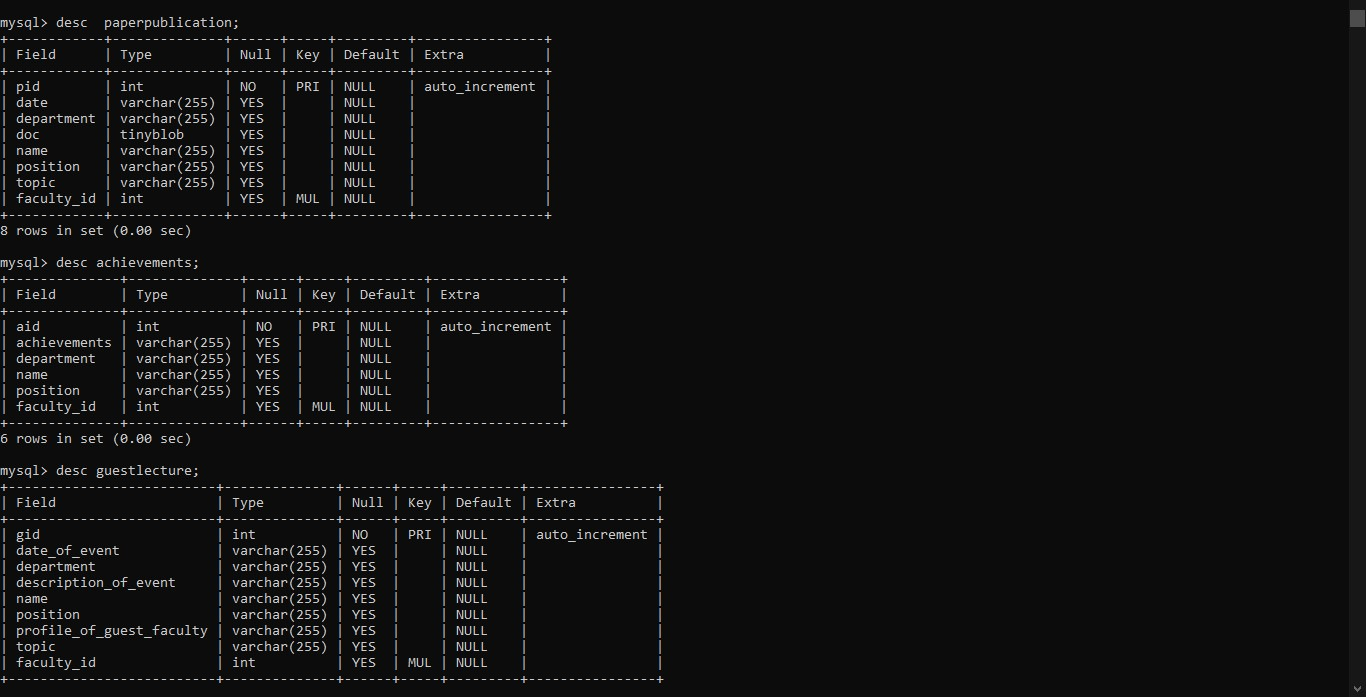 mysql> desc  paperpublication;
+------------+--------------+------+-----+---------+----------------+
| Field      | Type         | Null | Key | Default | Extra          |
+------------+--------------+------+-----+---------+----------------+
| pid        | int          | NO   | PRI | NULL    | auto_increment |
| date       | varchar(255) | YES  |     | NULL    |                |
| department | varchar(255) | YES  |     | NULL    |                |
| doc        | tinyblob     | YES  |     | NULL    |                |
| name       | varchar(255) | YES  |     | NULL    |                |
| position   | varchar(255) | YES  |     | NULL    |                |
| topic      | varchar(255) | YES  |     | NULL    |                |
| faculty_id | int          | YES  | MUL | NULL    |                |
+------------+--------------+------+-----+---------+----------------+
8 rows in set (0.00 sec)

mysql> desc achievements;
+--------------+--------------+------+-----+---------+----------------+
| Field        | Type         | Null | Key | Default | Extra          |
+--------------+--------------+------+-----+---------+----------------+
| aid          | int          | NO   | PRI | NULL    | auto_increment |
| achievements | varchar(255) | YES  |     | NULL    |                |
| department   | varchar(255) | YES  |     | NULL    |                |
| name         | varchar(255) | YES  |     | NULL    |                |
| position     | varchar(255) | YES  |     | NULL    |                |
| faculty_id   | int          | YES  | MUL | NULL    |                |
+--------------+--------------+------+-----+---------+----------------+
6 rows in set (0.00 sec)

mysql> desc guestlecture;
+--------------------------+--------------+------+-----+---------+----------------+
| Field                    | Type         | Null | Key | Default | Extra          |
+--------------------------+--------------+------+-----+---------+----------------+
| gid                      | int          | NO   | PRI | NULL    | auto_increment |
| date_of_event            | varchar(255) | YES  |     | NULL    |                |
| department               | varchar(255) | YES  |     | NULL    |                |
| description_of_event     | varchar(255) | YES  |     | NULL    |                |
| name                     | varchar(255) | YES  |     | NULL    |                |
| position                 | varchar(255) | YES  |     | NULL    |                |
| profile_of_guest_faculty | varchar(255) | YES  |     | NULL    |                |
| topic                    | varchar(255) | YES  |     | NULL    |                |
| faculty_id               | int          | YES  | MUL | NULL    |                |
+--------------------------+--------------+------+-----+---------+----------------+